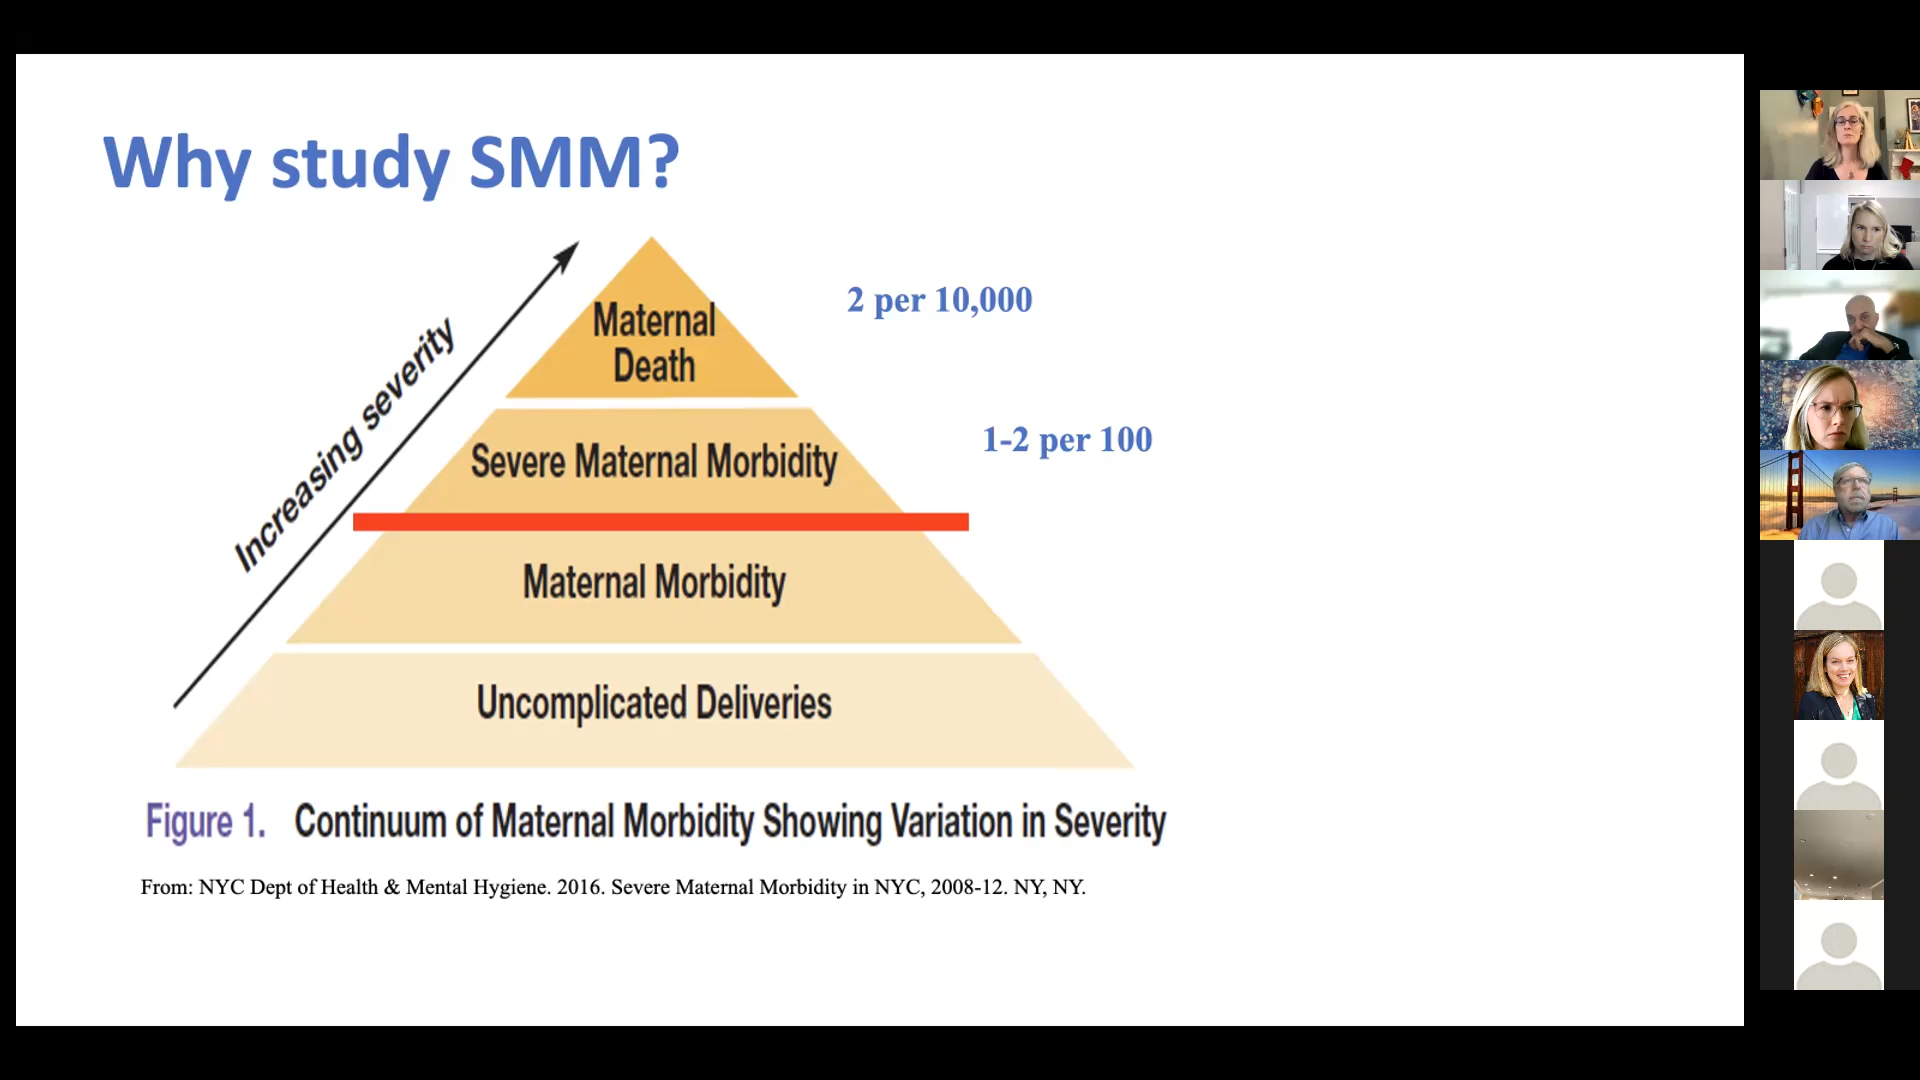 Why study SMM?
Increasing severity
Maternal
Death
2 per 10,000
Severe Maternal Morbidity
1-2 per 100
Maternal Morbidity
Uncomplicated Deliveries
Figure 1. Continuum of Maternal Morbidity Showing Variation in Severity
From: NYC Dept of Health & Mental Hygiene. 2016. Severe Maternal Morbidity in NYC, 2008-12. NY, NY.